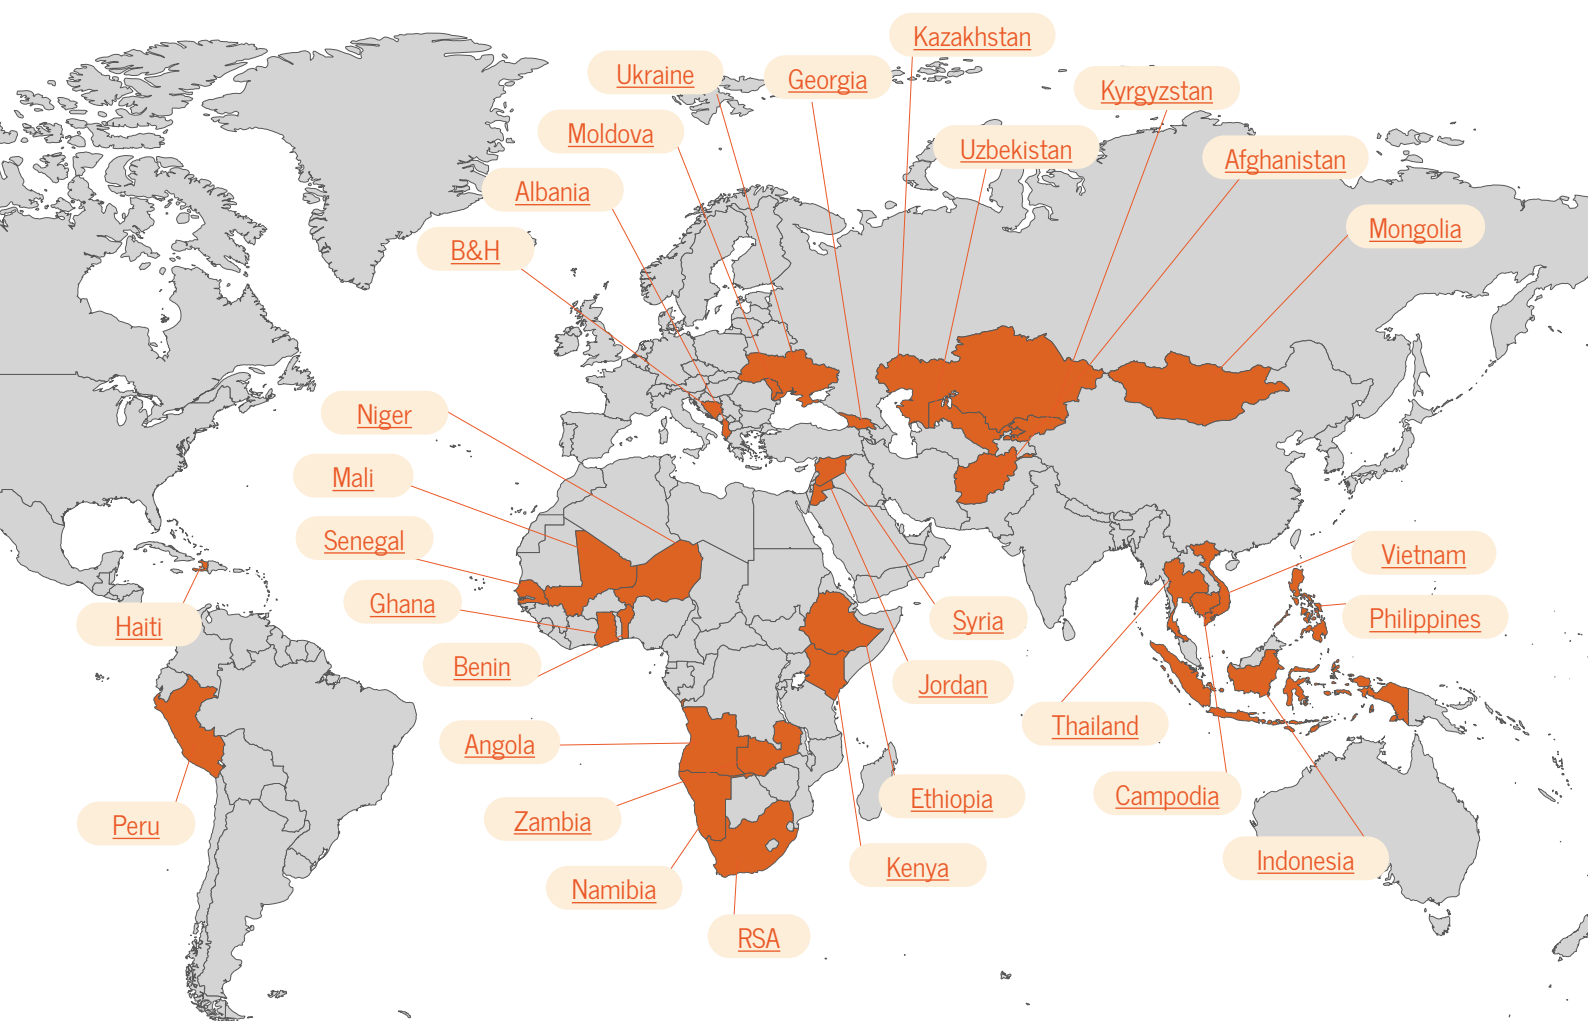 Kazakhstan
Ukraine
Georgia
Kyrgyzstan
Moldova
Uzbekistan
Afghanistan
Albania
Mongolia
B&H
Niger
Mali
Senegal
Vietnam
Ghana
Philippines
Haiti
Syria
Benin
Jordan
Thailand
Angola
Campodia
Ethiopia
Zambia
Peru
Indonesia
Kenya
Namibia
RSA